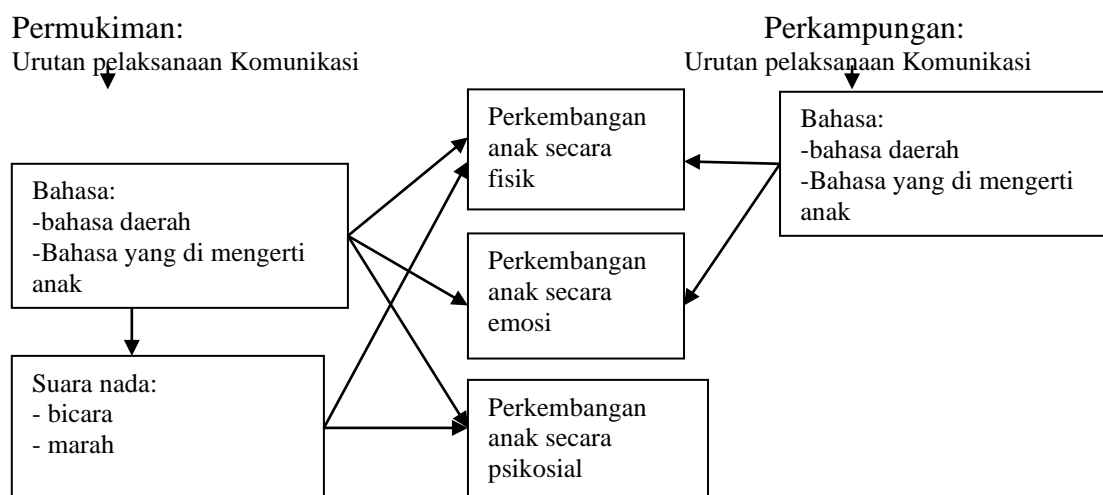 Permukiman:
Urutan pelaksanaan Komunikasi
Perkampungan:
Urutan pelaksanaan Komunikasi
Bahasa:
-bahasa daerah
-Bahasa yang di mengerti
anak
Suara nada:
- bicara
- marah
Perkembangan
anak secara
fisik
Perkembangan
anak secara
emosi
Perkembangan
anak secara
psikosial
Bahasa:
-bahasa daerah
-Bahasa yang di mengerti
anak